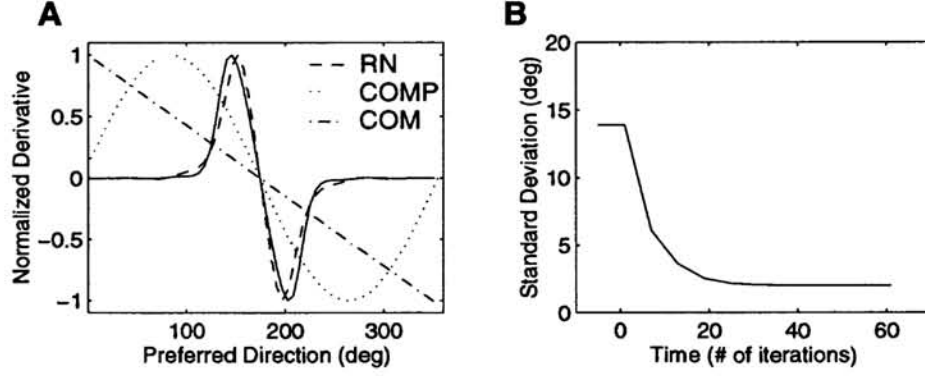 A
Normalized Derivative
1
0.5
0
−0.5
−1
RN
COMP
COM
100
200
300
Preferred Direction (deg)
B
Standard Deviation (deg)
20
15
10
5
0
0
20
40
60
Time (# of iterations)